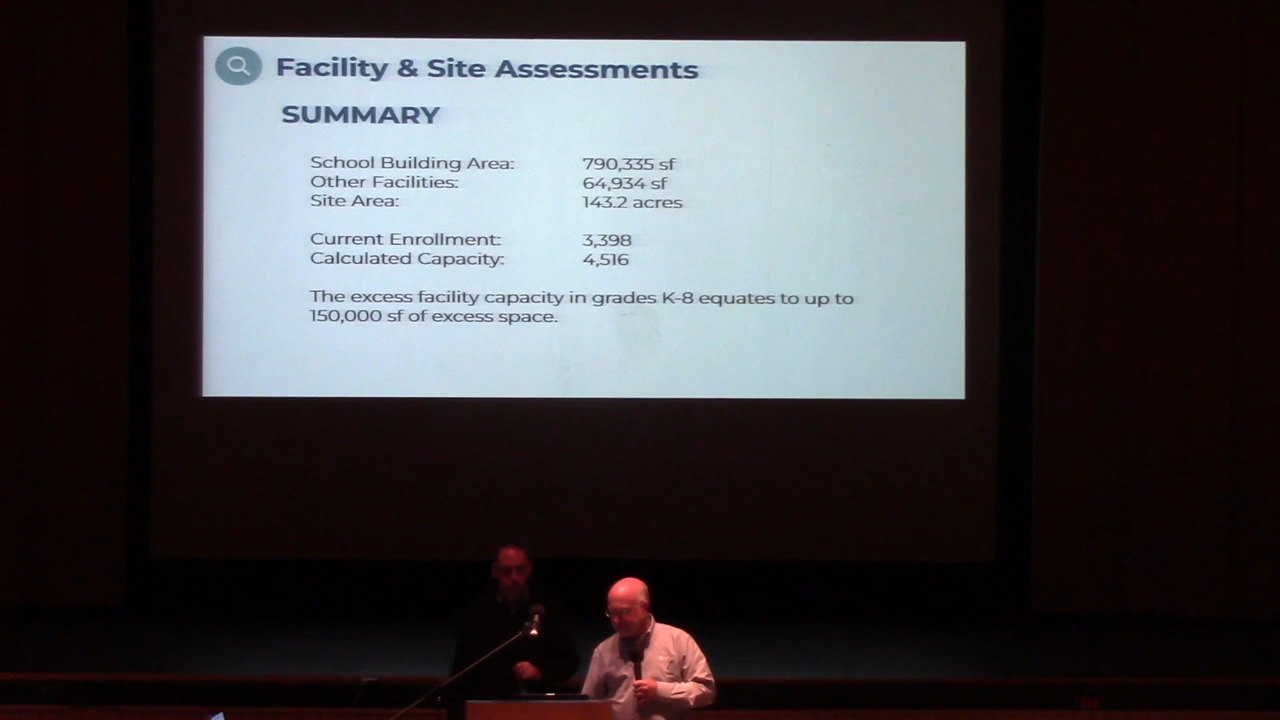 Facility & Site Assessments
SUMMARY
School Building Area: 790,335 sf
Other Facilities: 64,934 sf
Site Area: 143.2 acres
Current Enrollment: 3,398
Calculated Capacity: 4,516
The excess facility capacity in grades K-8 equates to up to
150,000 sf of excess space.